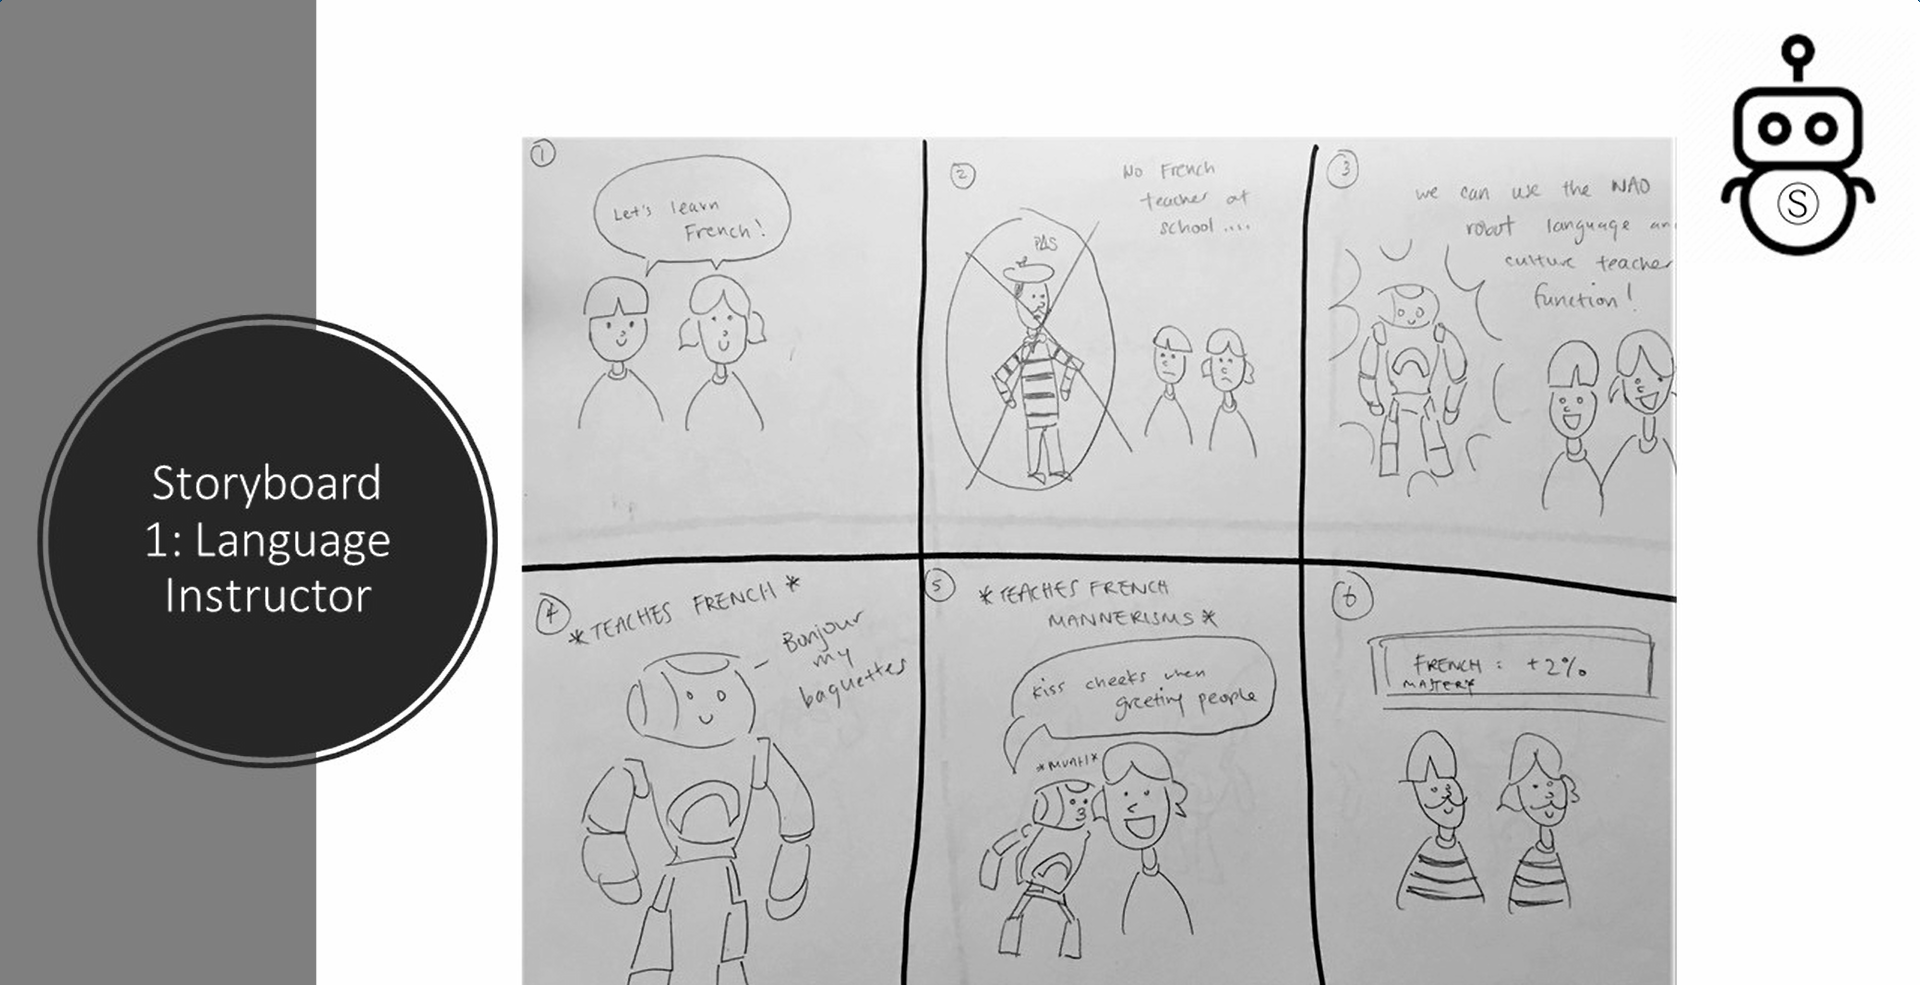 Storyboard
1: Language
Instructor
1
Let's learn
French!
2
No French
teacher at
school....
PAS
3
we can use the NAO
robot language an
culture teacher
function!
4
*TEACHES FRENCH*
Bonjour
my
baguettes
5
*TEACHES FRENCH
MANNERISMS*
Kiss cheeks when
greeting people
*MUAH*
6
FRENCH : +2%
MASTERY
S